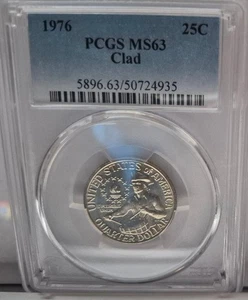 1976 25C
PCGS MS63
Clad
5896.63/50724935
UNITED STATES OF AMERICA
QUARTER DOLLAR